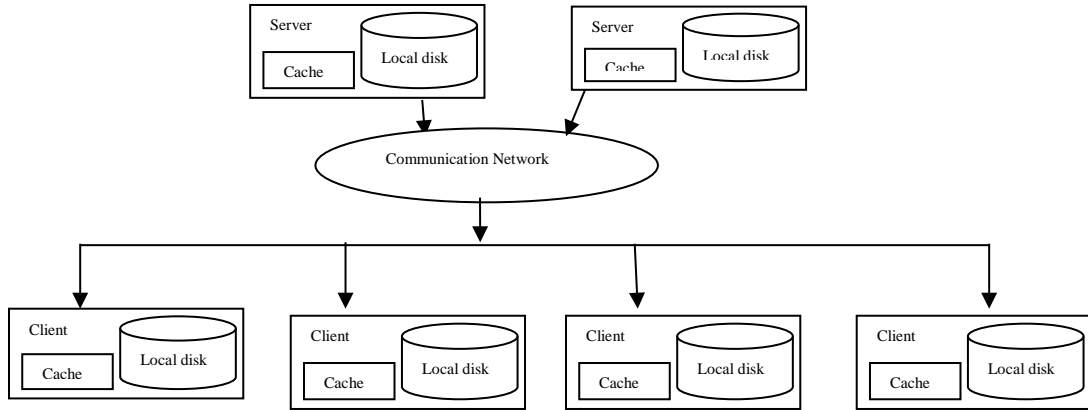 Server
Local disk
Cache
Server
Local disk
Cache
Communication Network
Client
Local disk
Cache
Client
Local disk
Cache
Client
Local disk
Cache
Client
Local disk
Cache